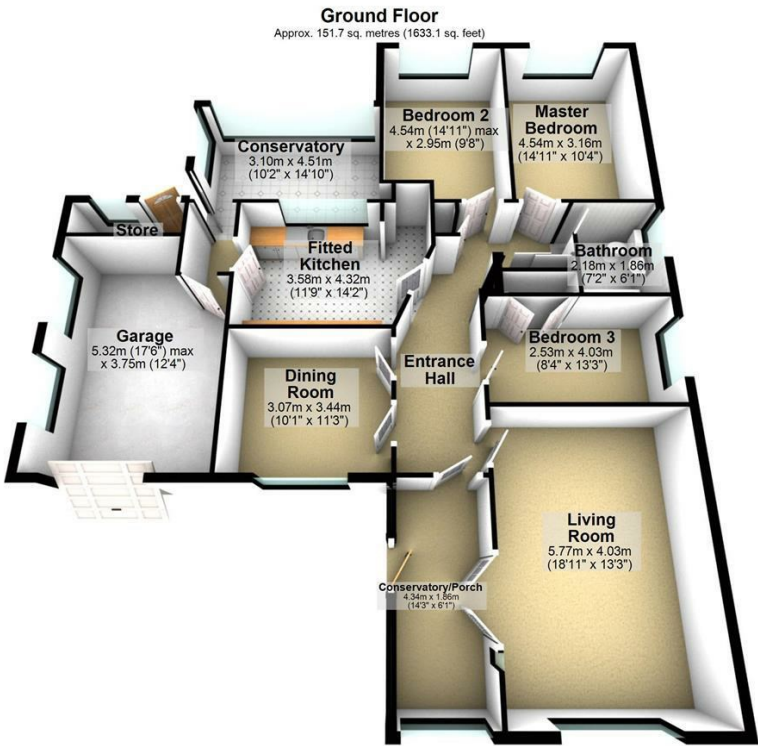 Ground Floor
Approx. 151.7 sq. metres (1633.1 sq. feet)
Bedroom 2
4.54m (14'11") max
x 2.95m (9'8")
Master
Bedroom
4.54m x 3.16m
(14'11" x 10'4")
Conservatory
3.10m x 4.51m
(10'2" x 14'10")
Store
Fitted
Kitchen
3.58m x 4.32m
(11'9" x 14'2")
Bathroom
2.18m x 1.86m
(7'2" x 6'1")
Garage
5.32m (17'6") max
x 3.75m (12'4")
Bedroom 3
2.53m x 4.03m
(8'4" x 13'3")
Entrance
Hall
Dining
Room
3.07m x 3.44m
(10'1" x 11'3")
Living
Room
5.77m x 4.03m
(18'11" x 13'3")
Conservatory/Porch
4.34m x 1.86m
(14'3" x 6'1")